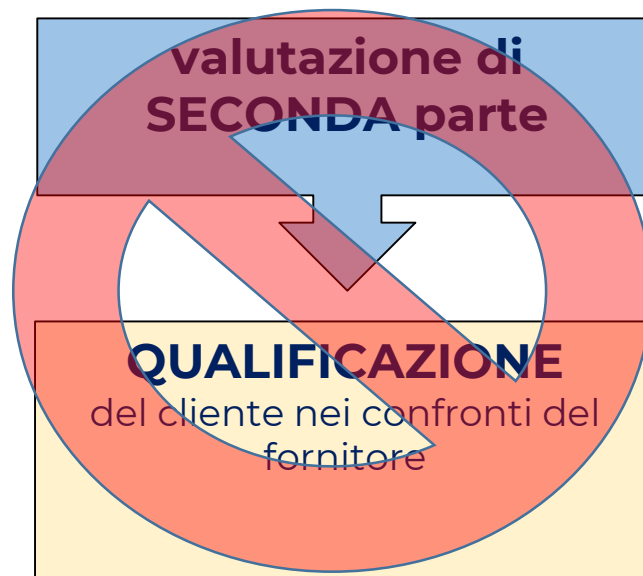 valutazione di
SECONDA parte
QUALIFICAZIONE
del cliente nei confronti del
fornitore